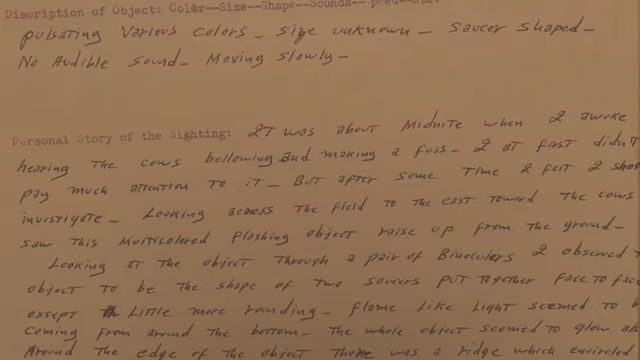 Discription of Object: Color--Size--Shape--Sounds--
pulsating Various Colors – Size unknown – Saucer Shaped –
No Audible Sound – Moving Slowly –
Personal Story of the Sighting: IT was about Midnite when I awoke
hearing The cows bellowing and making a fuss – I at first didn't
pay much attention To it – But after some Time I felt I
investigate – Looking across The field To the east Toward The cows
saw This Multicolored Flashing object raise up from The ground –
Looking at The object Through a pair of Binoculars I observed
object to be The shape of Two saucers put Together Face To
except Little more rounding – Flame like Light seemed to
Coming From around The bottom – The whole object seemed to glow
Around The edge of The object There was a ridge which encircled